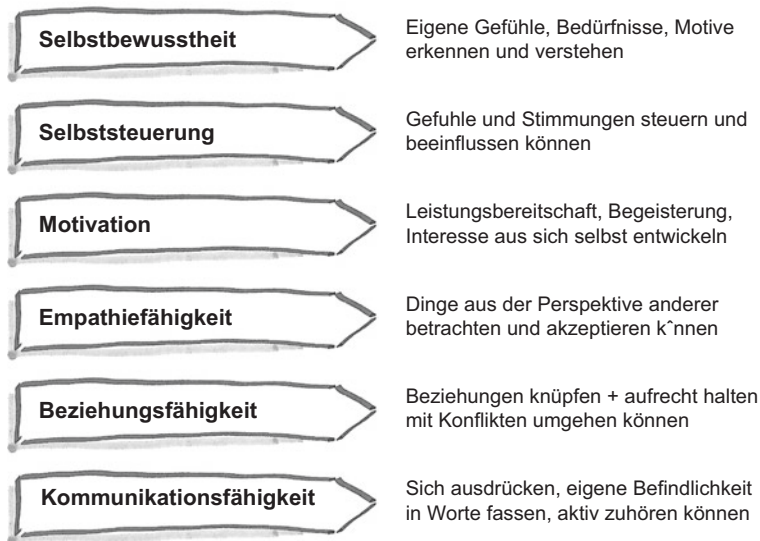 Selbstbewusstheit
Eigene Gefühle, Bedürfnisse, Motive
erkennen und verstehen
Selbststeuerung
Gefuhle und Stimmungen steuern und
beeinflussen können
Motivation
Leistungsbereitschaft, Begeisterung,
Interesse aus sich selbst entwickeln
Empathiefähigkeit
Dinge aus der Perspektive anderer
betrachten und akzeptieren kˆnnen
Beziehungsfähigkeit
Beziehungen knüpfen + aufrecht halten
mit Konflikten umgehen können
Kommunikationsfähigkeit
Sich ausdrücken, eigene Befindlichkeit
in Worte fassen, aktiv zuhören können